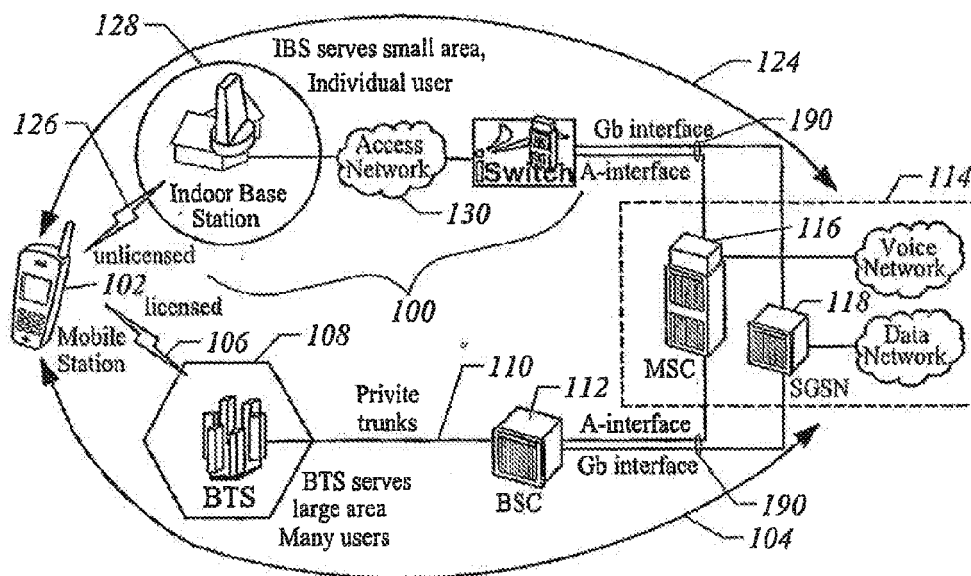 128
IBS serves small area,
Individual user
124
126
Gb interface
190
Access
Network
Switch
A-interface
114
Indoor Base
Station
130
116
Voice
Network
unlicensed
102
licensed
100
118
Mobile
Station
106
108
110
112
MSC
Data
Network
SGSN
Privite
trunks
A-interface
Gb interface
BTS
BTS serves
large area
Many users
BSC
190
104